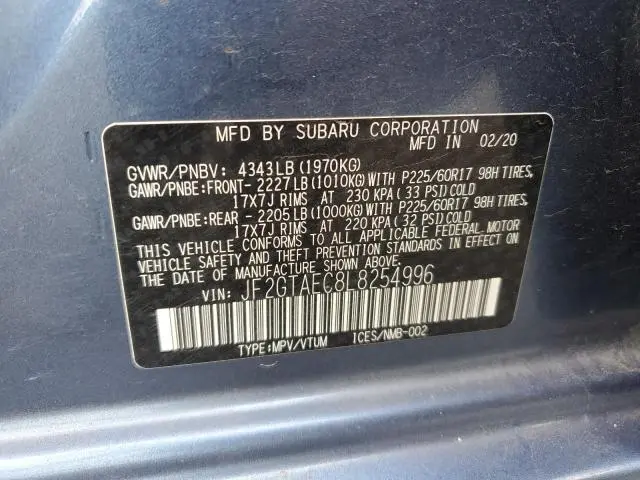 MFD BY SUBARU CORPORATION
MFD IN 02/20
GVWR/PNBV: 4343LB(1970KG)
GAWR/PNBE:FRONT- 2227LB(1010KG)WITH P225/60R17 98H TIRES,
17X7J RIMS AT 230 KPA( 33 PSI)COLD
GAWR/PNBE:REAR - 2205LB(1000KG)WITH P225/60R17 98H TIRES,
17X7J RIMS AT 220 KPA( 32 PSI)COLD
THIS VEHICLE CONFORMS TO ALL APPLICABLE FEDERAL MOTOR
VEHICLE SAFETY AND THEFT PREVENTION STANDARDS IN EFFECT ON
THE DATE OF MANUFACTURE SHOWN ABOVE.
VIN: JF2GTAEC8L8254996
TYPE:MPV/VTUM ICES/NMB-002